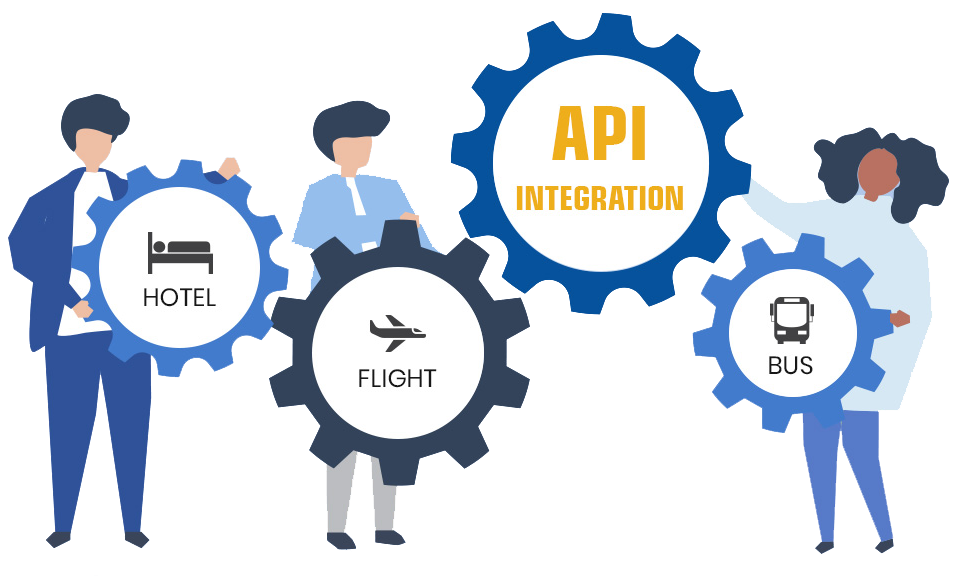 API
INTEGRATION
HOTEL
FLIGHT
BUS